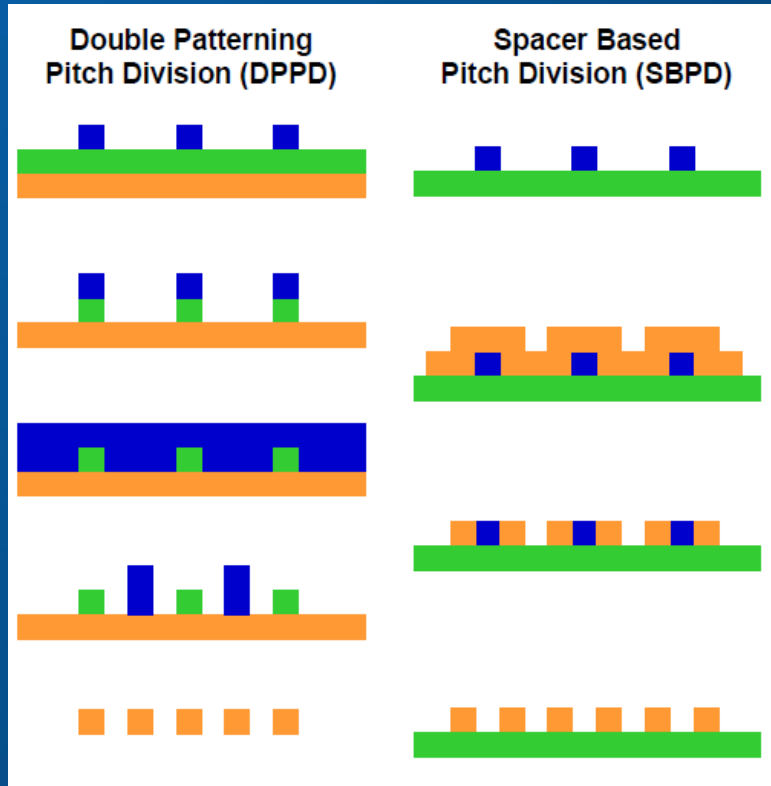 Double Patterning
Pitch Division (DPPD)
Spacer Based
Pitch Division (SBPD)